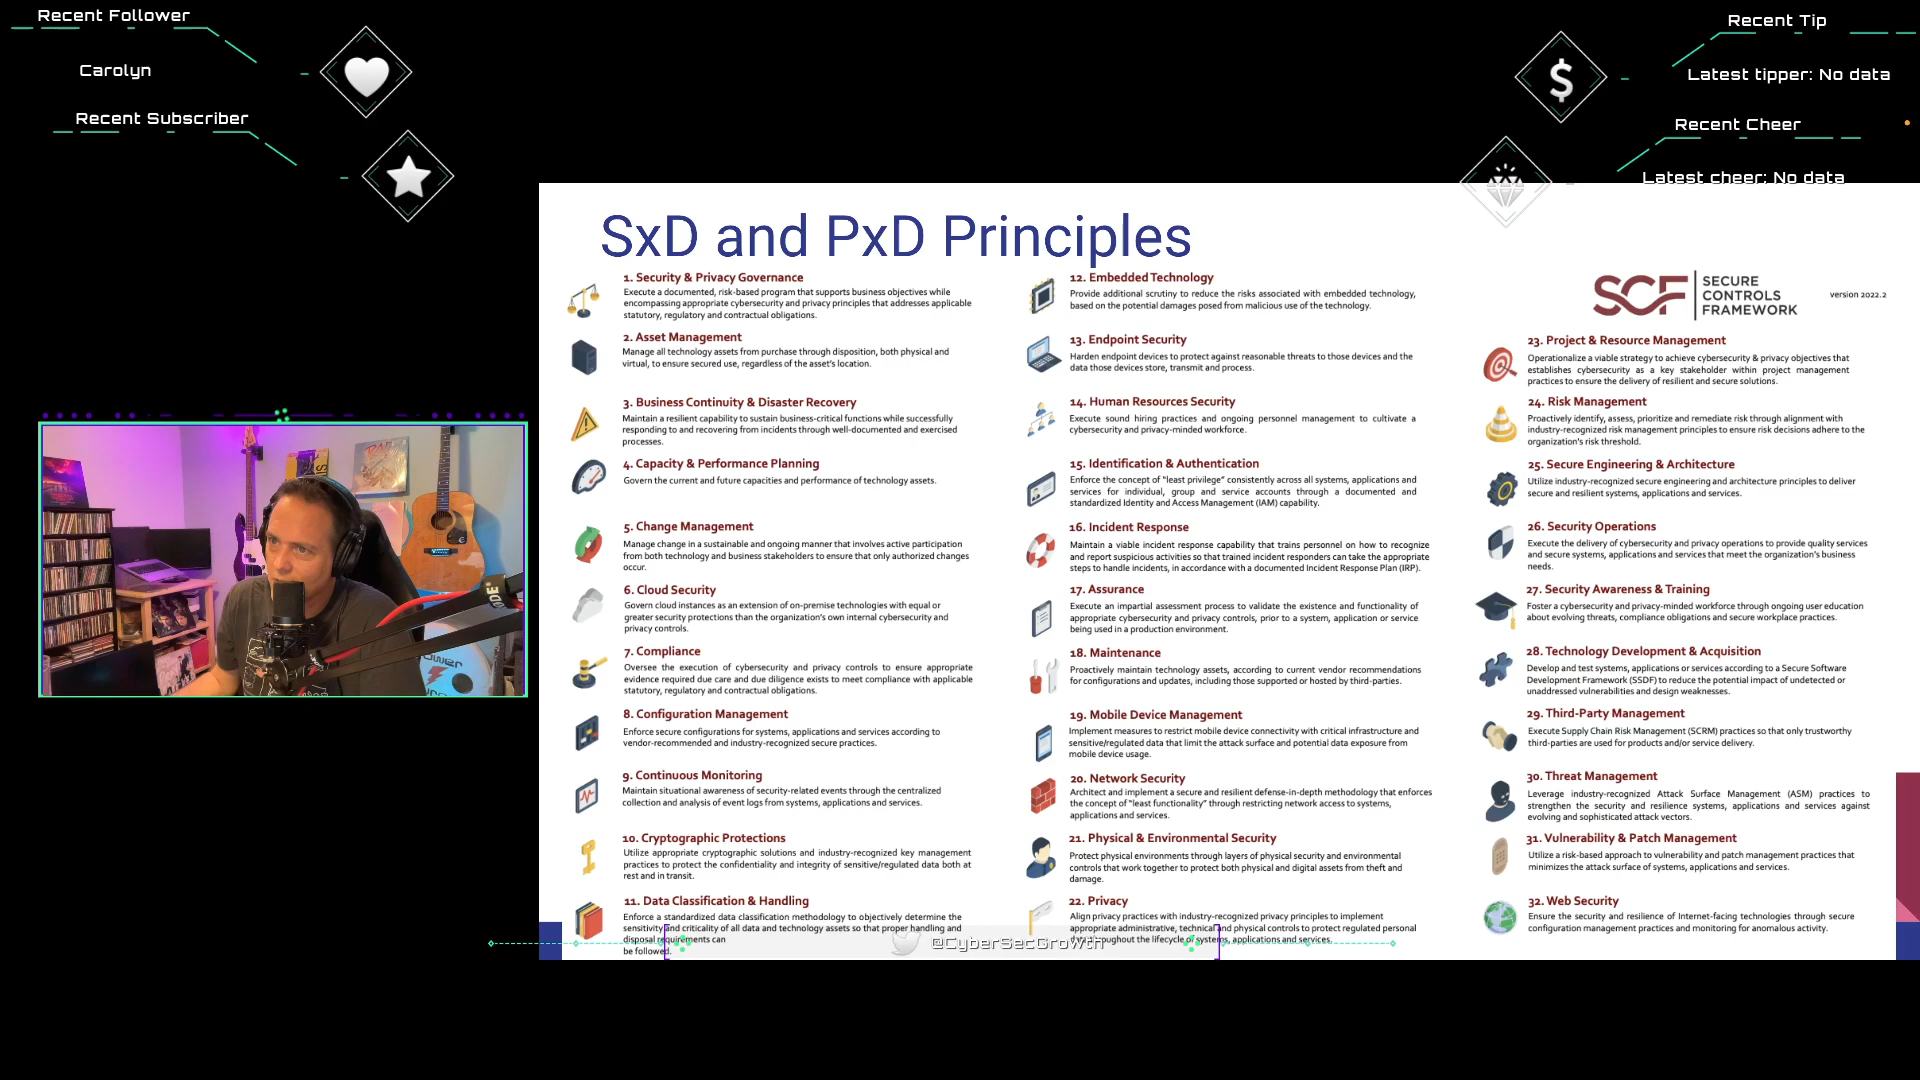 Recent Follower
Carolyn
Recent Subscriber
Recent Tip
Latest tipper: No data
Recent Cheer
Latest cheer: No data
SxD and PxD Principles
1. Security & Privacy Governance
Execute a documented, risk-based program that supports business objectives while
encompassing appropriate cybersecurity and privacy principles that addresses applicable
statutory, regulatory and contractual obligations.
2. Asset Management
Manage all technology assets from purchase through disposition, both physical and
virtual, to ensure secured use, regardless of the asset's location.
3. Business Continuity & Disaster Recovery
Maintain a resilient capability to sustain business-critical functions while successfully
responding to and recovering from incidents through well-documented and exercised
processes.
4. Capacity & Performance Planning
Govern the current and future capacities and performance of technology assets.
5. Change Management
Manage change in a sustainable and ongoing manner that involves active participation
from both technology and business stakeholders to ensure that only authorized changes
occur.
6. Cloud Security
Govern cloud instances as an extension of on-premise technologies with equal or
greater security protections than the organization's own internal cybersecurity and
privacy controls.
7. Compliance
Oversee the execution of cybersecurity and privacy controls to ensure appropriate
evidence required due care and due diligence exists to meet compliance with applicable
statutory, regulatory and contractual obligations.
8. Configuration Management
Enforce secure configurations for systems, applications and services according to
vendor-recommended and industry-recognized secure practices.
9. Continuous Monitoring
Maintain situational awareness of security-related events through the centralized
collection and analysis of event logs from systems, applications and services.
10. Cryptographic Protections
Utilize appropriate cryptographic solutions and industry-recognized key management
practices to protect the confidentiality and integrity of sensitive/regulated data both at
rest and in transit.
11. Data Classification & Handling
Enforce a standardized data classification methodology to objectively determine the
sensitivity and criticality of all data and technology assets so that proper handling and
disposal requirements can
be followed.
12. Embedded Technology
Provide additional scrutiny to reduce the risks associated with embedded technology,
based on the potential damages posed from malicious use of the technology.
13. Endpoint Security
Harden endpoint devices to protect against reasonable threats to those devices and the
data those devices store, transmit and process.
14. Human Resources Security
Execute sound hiring practices and ongoing personnel management to cultivate a
cybersecurity and privacy-minded workforce.
15. Identification & Authentication
Enforce the concept of "least privilege" consistently across all systems, applications and
services for individual, group and service accounts through a documented and
standardized Identity and Access Management (IAM) capability.
16. Incident Response
Maintain a viable incident response capability that trains personnel on how to recognize
and report suspicious activities so that trained incident responders can take the appropriate
steps to handle incidents, in accordance with a documented Incident Response Plan (IRP).
17. Assurance
Execute an impartial assessment process to validate the existence and functionality of
appropriate cybersecurity and privacy controls, prior to a system, application or service
being used in a production environment.
18. Maintenance
Proactively maintain technology assets, according to current vendor recommendations
for configurations and updates, including those supported or hosted by third-parties.
19. Mobile Device Management
Implement measures to restrict mobile device connectivity with critical infrastructure and
sensitive/regulated data that limit the attack surface and potential data exposure from
mobile device usage.
20. Network Security
Architect and implement a secure and resilient defense-in-depth methodology that enforces
the concept of "least functionality" through restricting network access to systems,
applications and services.
21. Physical & Environmental Security
Protect physical environments through layers of physical security and environmental
controls that work together to protect both physical and digital assets from theft and
damage.
22. Privacy
Align privacy practices with industry-recognized privacy principles to implement
appropriate administrative, technical and physical controls to protect regulated personal
data throughout the lifecycle of systems, applications and services.
SCF SECURE
CONTROLS
FRAMEWORK
version 2022.2
23. Project & Resource Management
Operationalize a viable strategy to achieve cybersecurity & privacy objectives that
establishes cybersecurity as a key stakeholder within project management
practices to ensure the delivery of resilient and secure solutions.
24. Risk Management
Proactively identify, assess, prioritize and remediate risk through alignment with
industry-recognized risk management principles to ensure risk decisions adhere to the
organization's risk threshold.
25. Secure Engineering & Architecture
Utilize industry-recognized secure engineering and architecture principles to deliver
secure and resilient systems, applications and services.
26. Security Operations
Execute the delivery of cybersecurity and privacy operations to provide quality services
and secure systems, applications and services that meet the organization's business
needs.
27. Security Awareness & Training
Foster a cybersecurity and privacy-minded workforce through ongoing user education
about evolving threats, compliance obligations and secure workplace practices.
28. Technology Development & Acquisition
Develop and test systems, applications or services according to a Secure Software
Development Framework (SSDF) to reduce the potential impact of undetected or
unaddressed vulnerabilities and design weaknesses.
29. Third-Party Management
Execute Supply Chain Risk Management (SCRM) practices so that only trustworthy
third-parties are used for products and/or service delivery.
30. Threat Management
Leverage industry-recognized Attack Surface Management (ASM) practices to
strengthen the security and resilience systems, applications and services against
evolving and sophisticated attack vectors.
31. Vulnerability & Patch Management
Utilize a risk-based approach to vulnerability and patch management practices that
minimizes the attack surface of systems, applications and services.
32. Web Security
Ensure the security and resilience of Internet-facing technologies through secure
configuration management practices and monitoring for anomalous activity.
@CyberSecGrowth